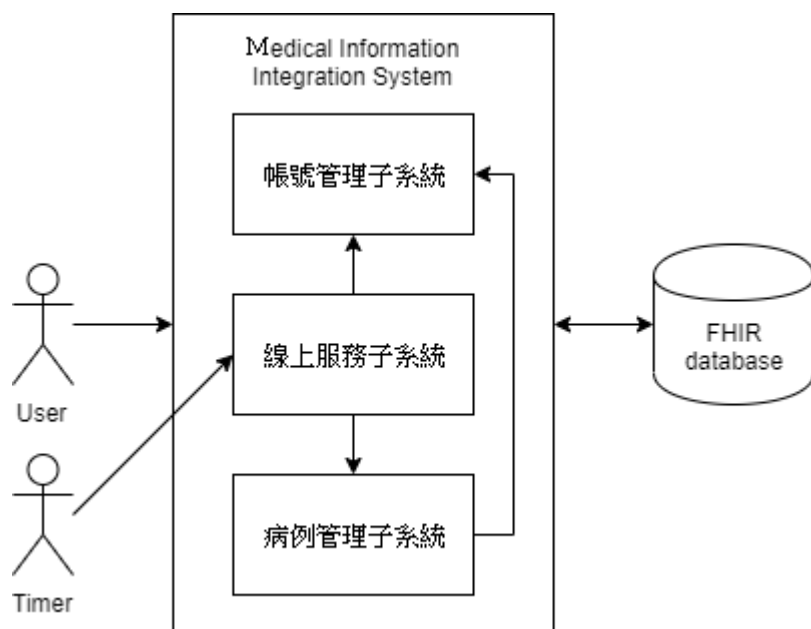 Medical Information
Integration System
帳號管理子系統
線上服務子系統
病例管理子系統
User
Timer
FHIR
database